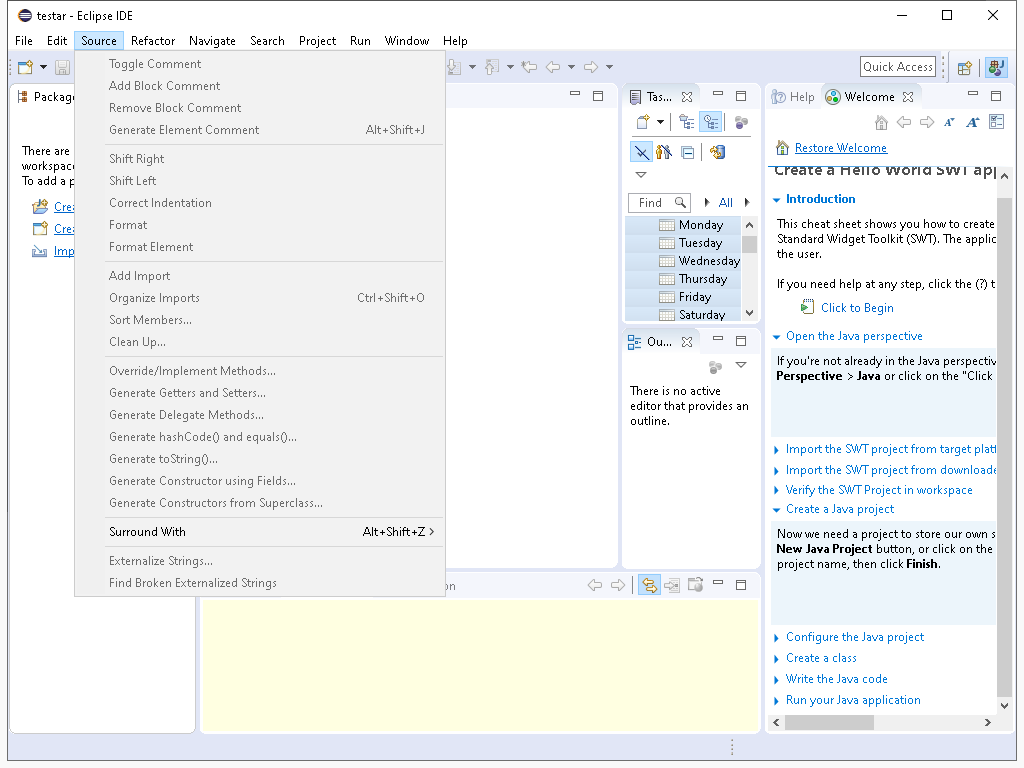 testar - Eclipse IDE
File Edit Source Refactor Navigate Search Project Run Window Help
Quick Access
Toggle Comment
Add Block Comment
Remove Block Comment
Generate Element Comment Alt+Shift+J
Shift Right
Shift Left
Correct Indentation
Format
Format Element
Add Import
Organize Imports Ctrl+Shift+O
Sort Members...
Clean Up...
Override/Implement Methods...
Generate Getters and Setters...
Generate Delegate Methods...
Generate hashCode() and equals()...
Generate toString()...
Generate Constructor using Fields...
Generate Constructors from Superclass...
Surround With Alt+Shift+Z
Externalize Strings...
Find Broken Externalized Strings
There are
To add a
Tas...
Find All
Monday
Tuesday
Wednesday
Thursday
Friday
Saturday
Ou...
There is no active
editor that provides an
outline.
Help Welcome
Restore Welcome
Create a Hello World SWT
Introduction
This cheat sheet shows you how to create
Standard Widget Toolkit (SWT). The
the user.
If you need help at any step, click the (?)
Click to Begin
Open the Java perspective
If you're not already in the Java
Perspective > Java or click on the "Click
Import the SWT project from target
Import the SWT project from
Verify the SWT Project in workspace
Create a Java project
Now we need a project to store our own
New Java Project button, or click on the
project name, then click Finish.
Configure the Java project
Create a class
Write the Java code
Run your Java application